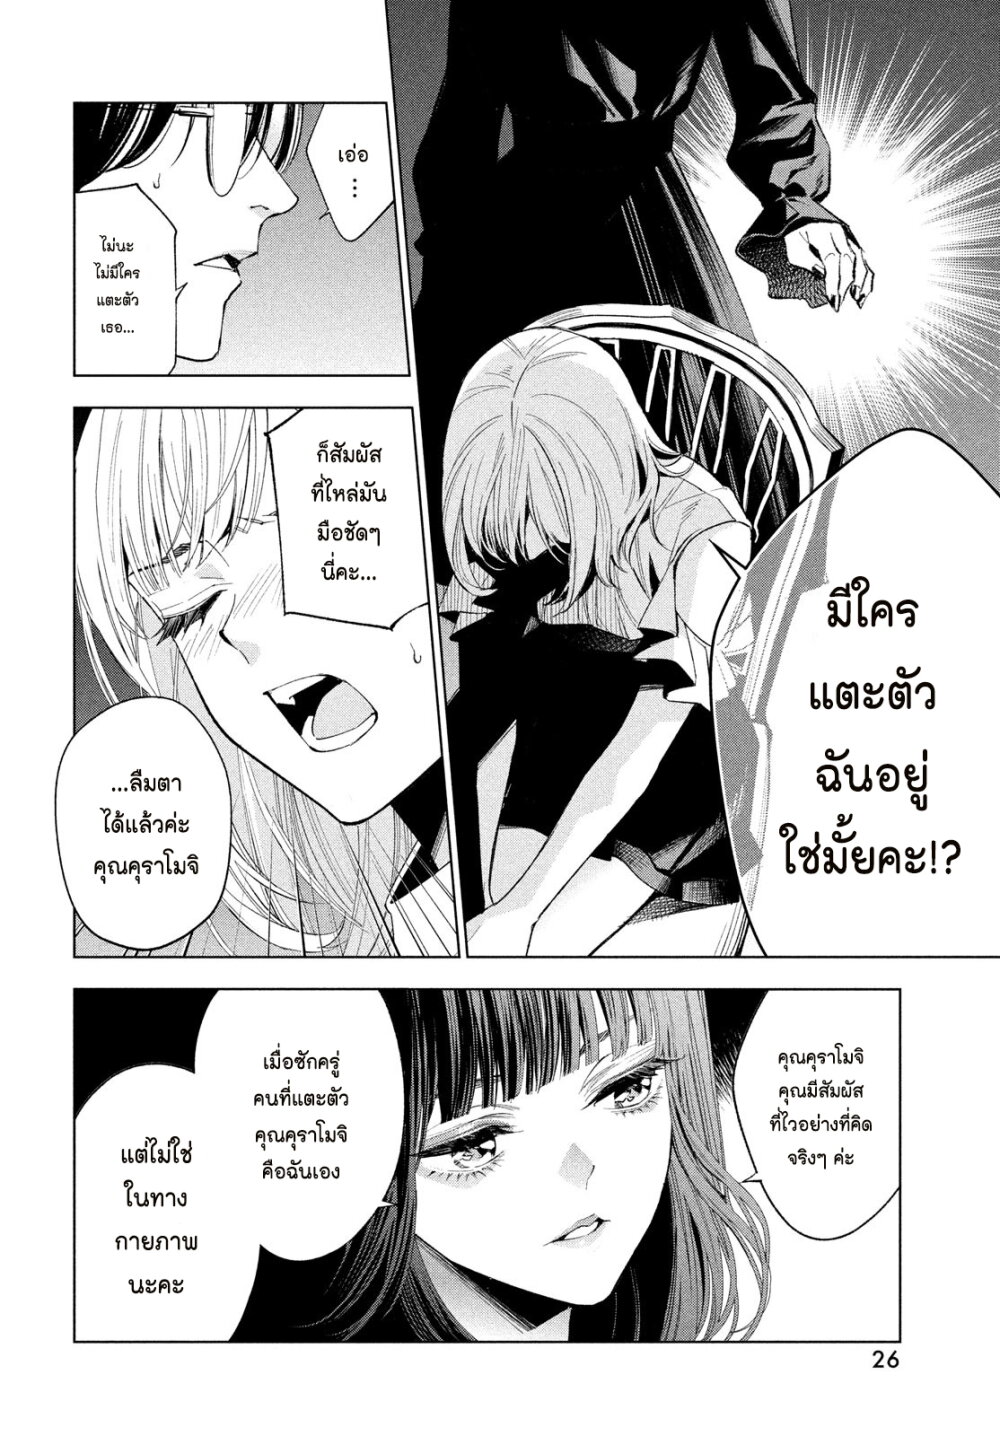 มีใคร
แตะตัว
ฉันอยู่
ใช่มั้ยคะ!?
เอ่อ
...
ไม่นะ
ไม่มีใคร
แตะตัว
เธอ...
ก็สัมผัส
ที่ไหล่มัน
มือชัดๆ
นี่คะ...
...ลืมตา
ได้แล้วค่ะ
คุณคุราโมจิ
คุณคุราโมจิ
คุณมีสัมผัส
ที่ไวอย่างที่คิด
จริงๆ ค่ะ
เมื่อซักครู่
คนที่แตะตัว
คุณคุราโมจิ
คือฉันเอง
แต่ไม่ใช่
ในทาง
กายภาพ
นะคะ
26